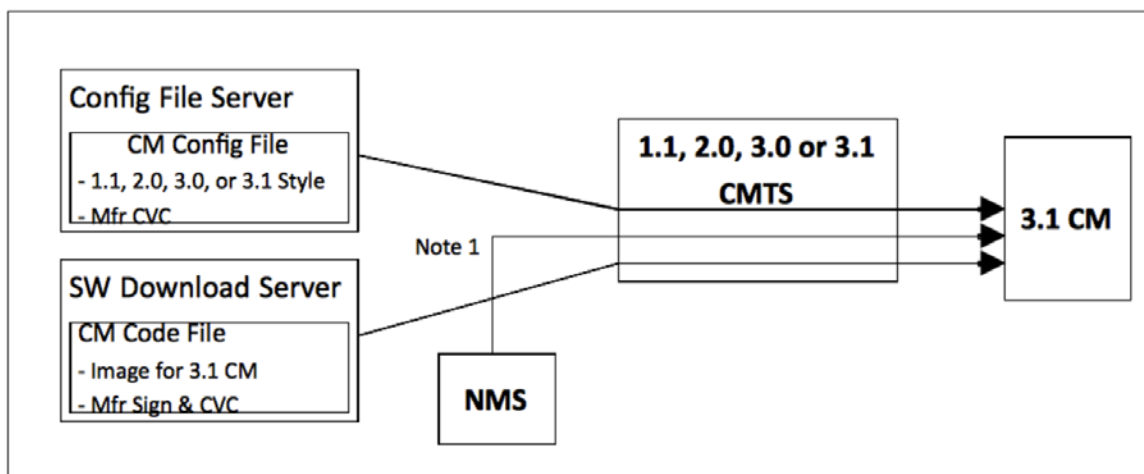 Config File Server
CM Config File
- 1.1, 2.0, 3.0, or 3.1 Style
- Mfr CVC
SW Download Server
CM Code File
- Image for 3.1 CM
- Mfr Sign & CVC
Note 1
NMS
1.1, 2.0, 3.0 or 3.1
CMTS
3.1 CM